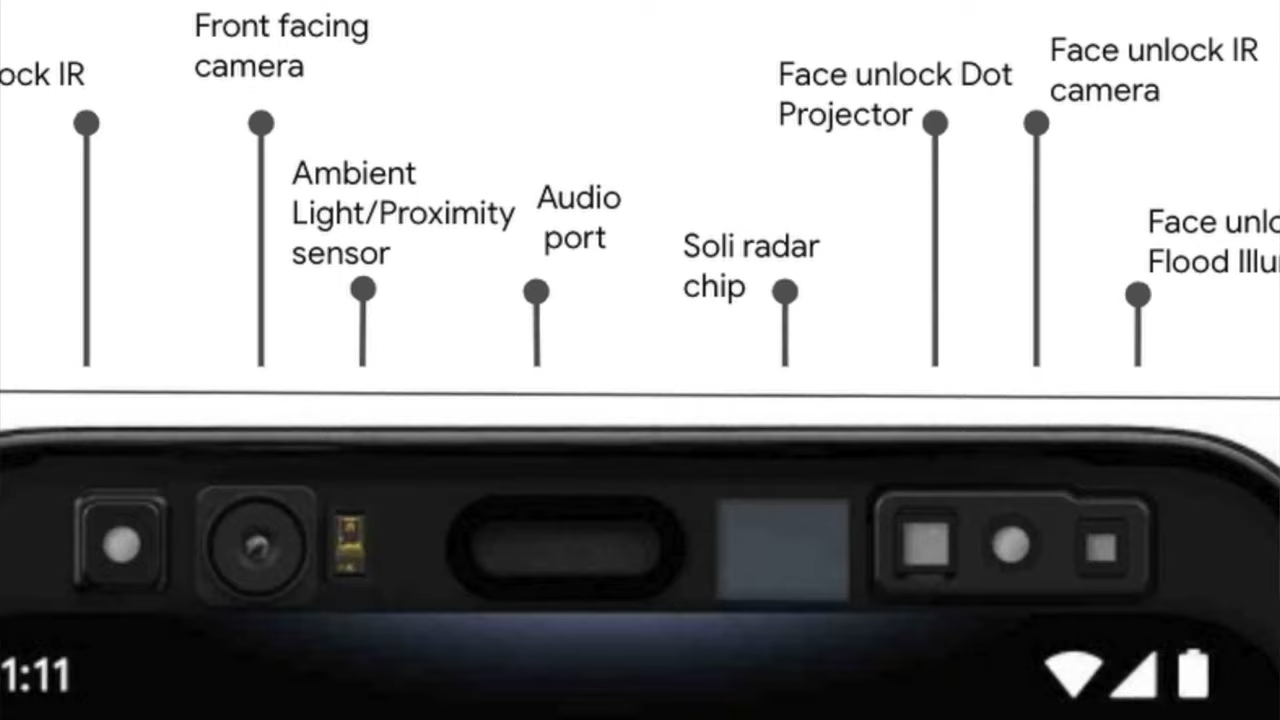 ock IR
Front facing
camera
Ambient
Light/Proximity
sensor
Audio
port
Soli radar
chip
Face unlock Dot
Projector
Face unlock IR
camera
Face unlo
Flood Illu
1:11